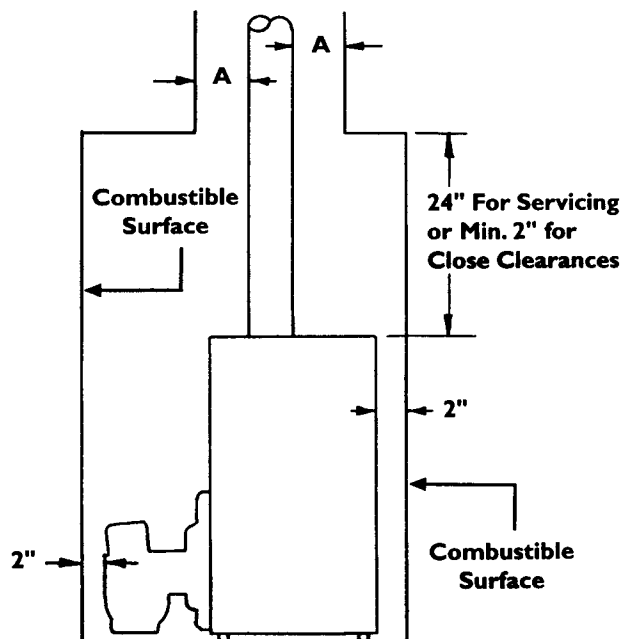 A
A
Combustible
Surface
24" For Servicing
or Min. 2" for
Close Clearances
2"
2"
Combustible
Surface